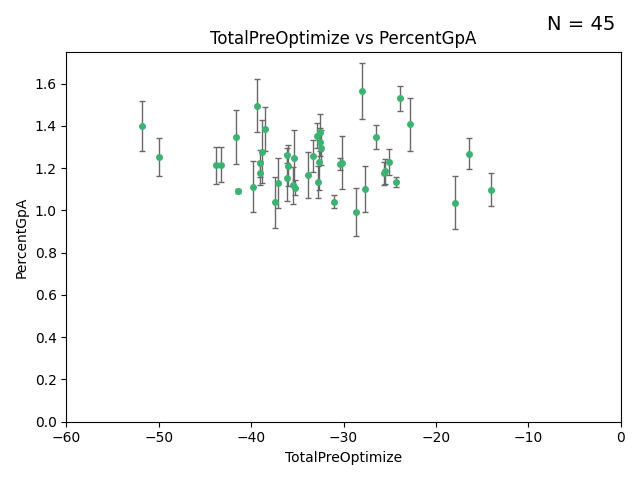 N = 45
TotalPreOptimize vs PercentGpA
1.6
1.4
1.2
1.0
0.8
0.6
0.4
0.2
0.0
PercentGpA
−60 −50 −40 −30 −20 −10 0
TotalPreOptimize